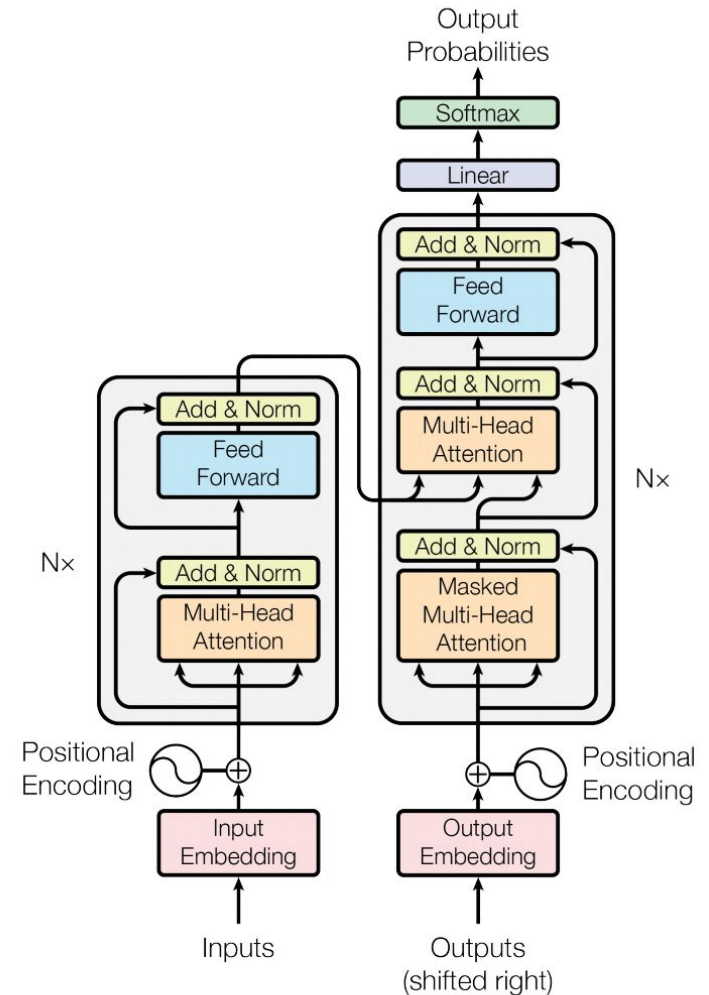 Output
Probabilities
Softmax
Linear
Add & Norm
Feed
Forward
Add & Norm
Multi-Head
Attention
Nx
Add & Norm
Masked
Multi-Head
Attention
Add & Norm
Feed
Forward
Nx
Add & Norm
Multi-Head
Attention
Positional
Encoding
Positional
Encoding
Input
Embedding
Output
Embedding
Inputs
Outputs
(shifted right)